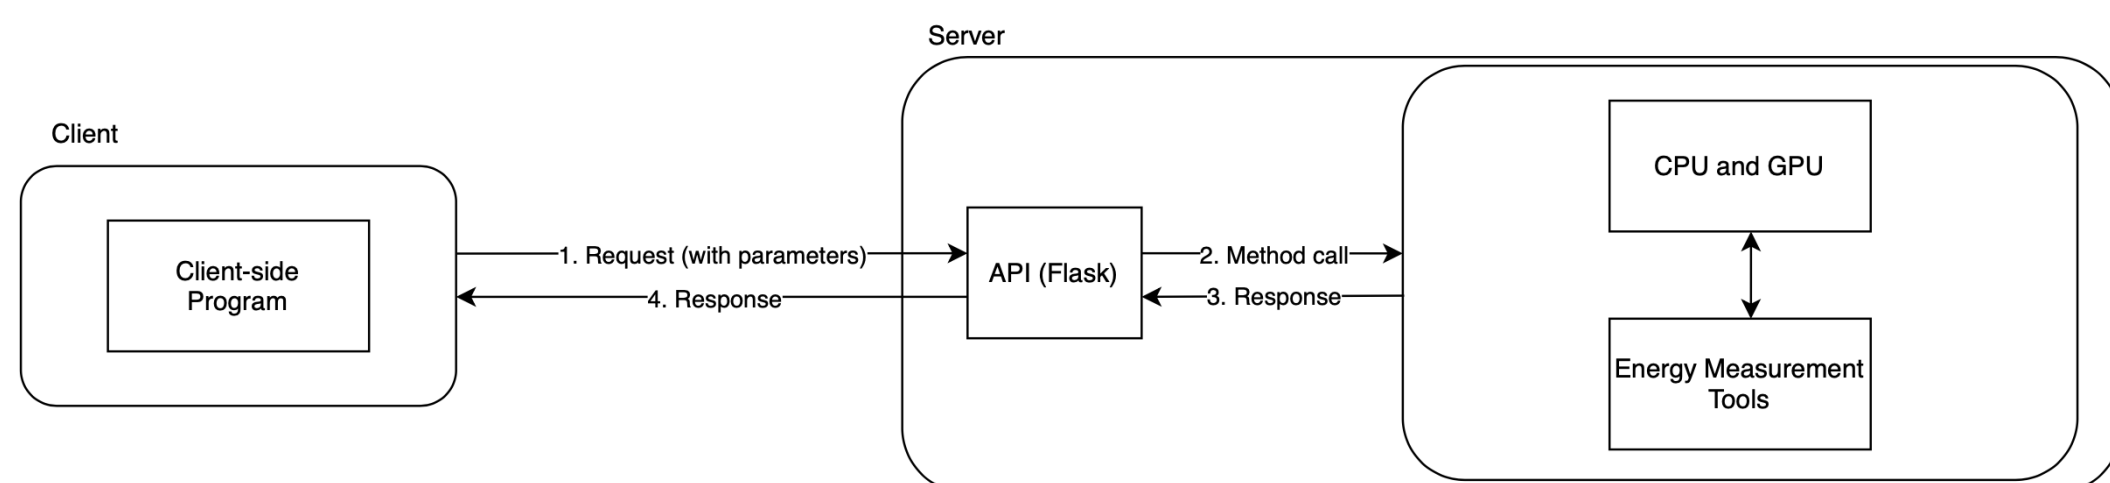 Server
Client
CPU and GPU
Client-side
Program
1. Request (with parameters)
API (Flask)
2. Method call
4. Response
3. Response
Energy Measurement
Tools